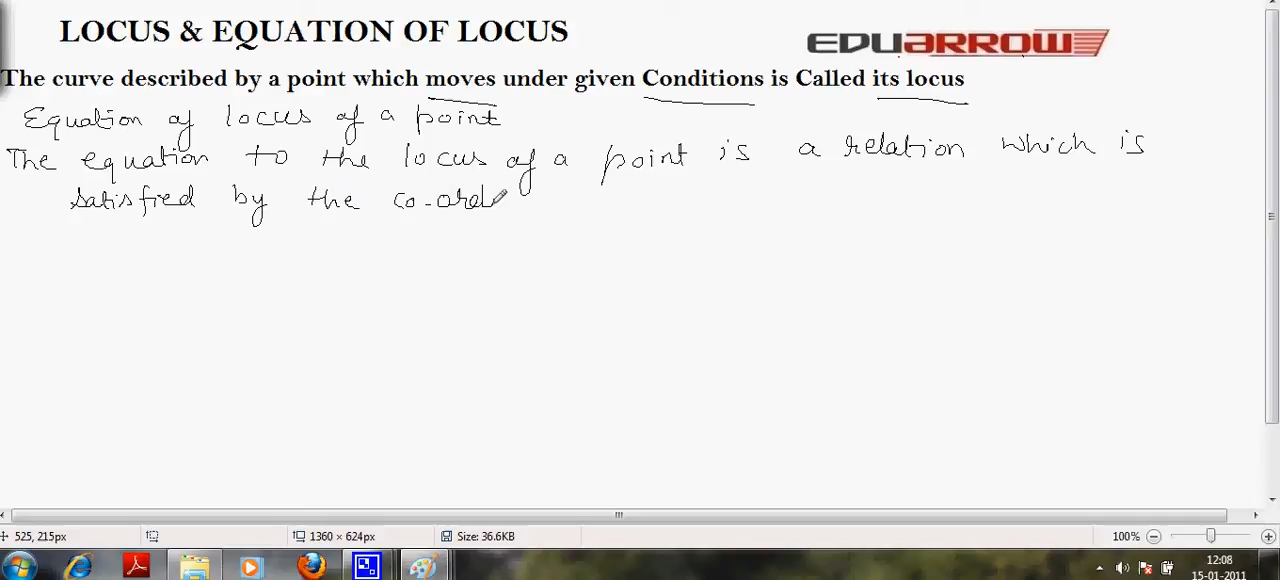 LOCUS & EQUATION OF LOCUS
EDUARROW
The curve described by a point which moves under given Conditions is Called its locus
Equation of locus of a point
The equation to the locus of a point is a relation which is
satisfied by the co-ord
525, 215px
1360 × 624px
Size: 36.6KB
100%
12:08
15-01-2011